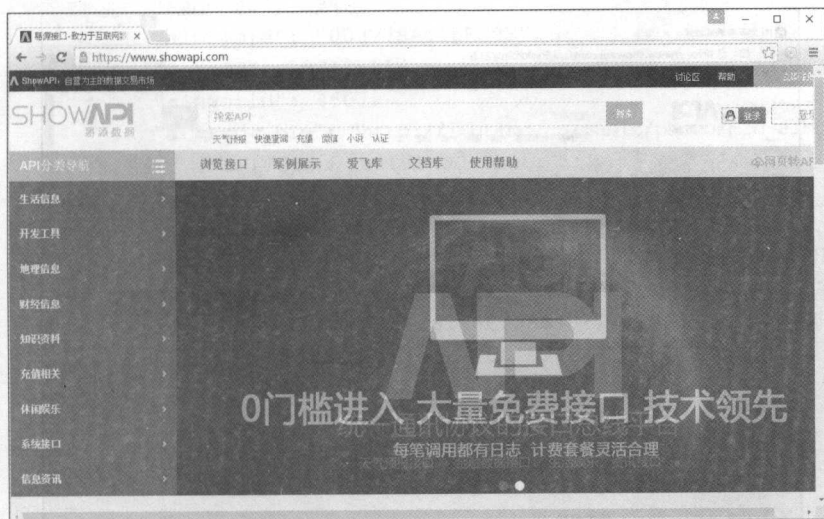 易源接口-致力于互联网
https://www.showapi.com
ShowAPI，自营为主的数据交易市场
讨论区 帮助
SHOWAPI
易源数据
搜索API
搜索
登录
天气预报 快递查询 充值 微信 小说 认证
API分类导航
浏览接口 案例展示 爱飞库 文档库 使用帮助
生活信息
开发工具
地理信息
财经信息
知识资料
充值相关
休闲娱乐
系统接口
信息资讯
API
0门槛进入 大量免费接口 技术领先
每笔调用都有日志 计费套餐灵活合理